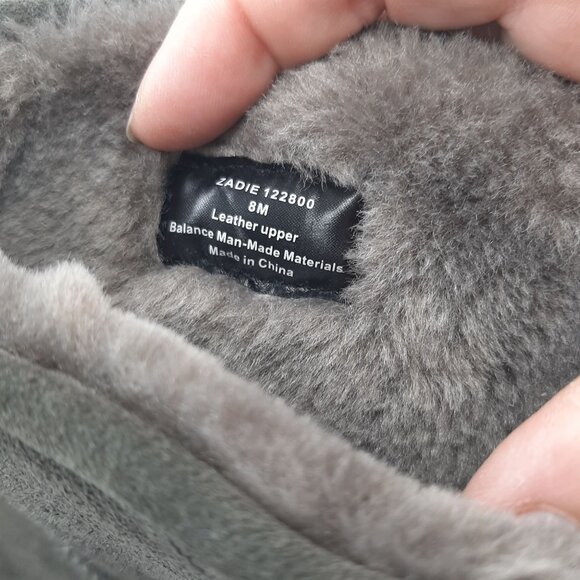 ZADIE 122800
8M
Leather upper
Balance Man-Made Materials
Made in China